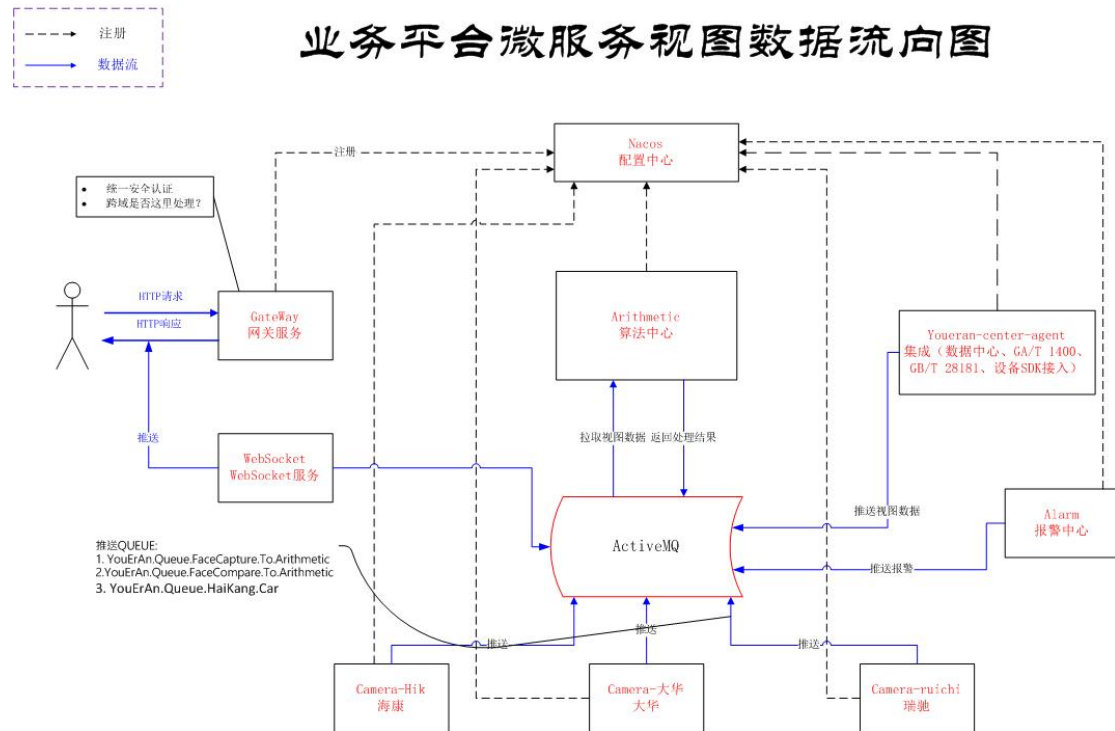 注册
数据流
业务平台微服务视图数据流向图
Nacos
配置中心
注册
统一安全认证
跨域是否这里处理？
HTTP请求
HTTP响应
GateWay
网关服务
Arithmetic
算法中心
Youeran-center-agent
集成（数据中心、GA/T 1400、
GB/T 28181、设备SDK接入）
推送
拉取视图数据
返回处理结果
WebSocket
WebSocket服务
推送视图数据
Alarm
报警中心
ActiveMQ
推送报警
推送QUEUE:
1. YouErAn.Queue.FaceCapture.To.Arithmetic
2.YouErAn.Queue.FaceCompare.To.Arithmetic
3. YouErAn.Queue.HaiKang.Car
推送
推送
推送
Camera-Hik
海康
Camera-大华
大华
Camera-ruichi
瑞驰